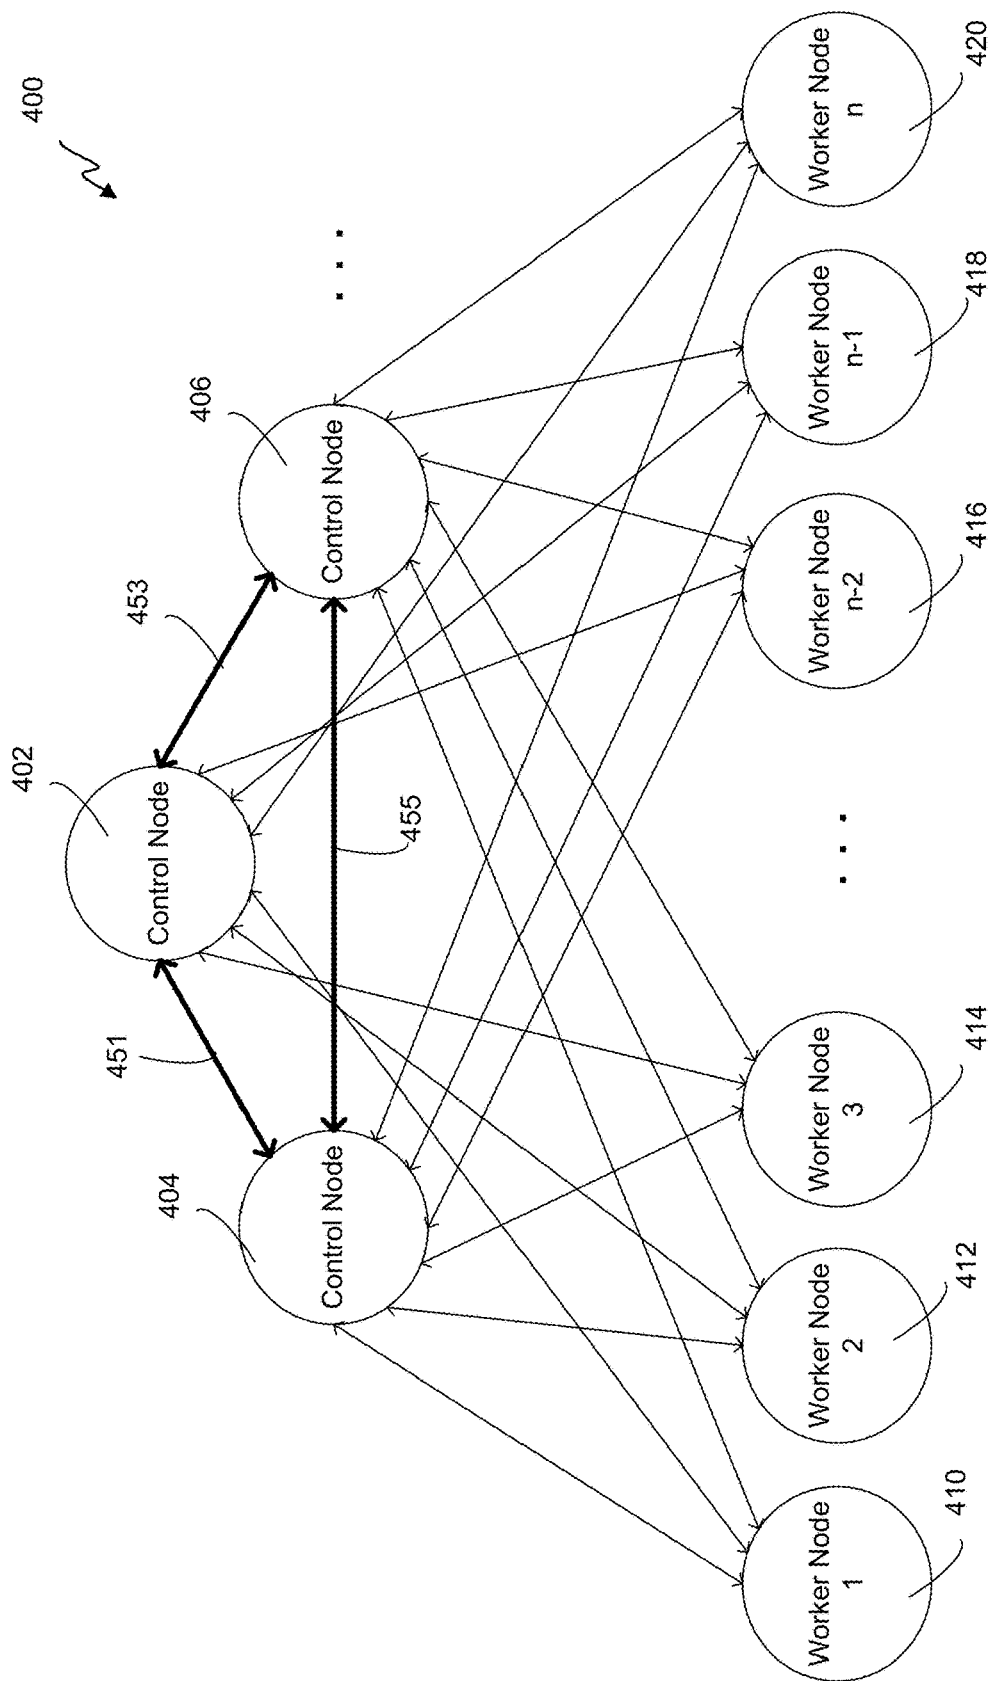 400
402
Control Node
451
453
404
Control Node
455
406
Control Node
. . .
Worker Node
1
410
Worker Node
2
412
Worker Node
3
414
. . .
Worker Node
n-2
416
Worker Node
n-1
418
Worker Node
n
420